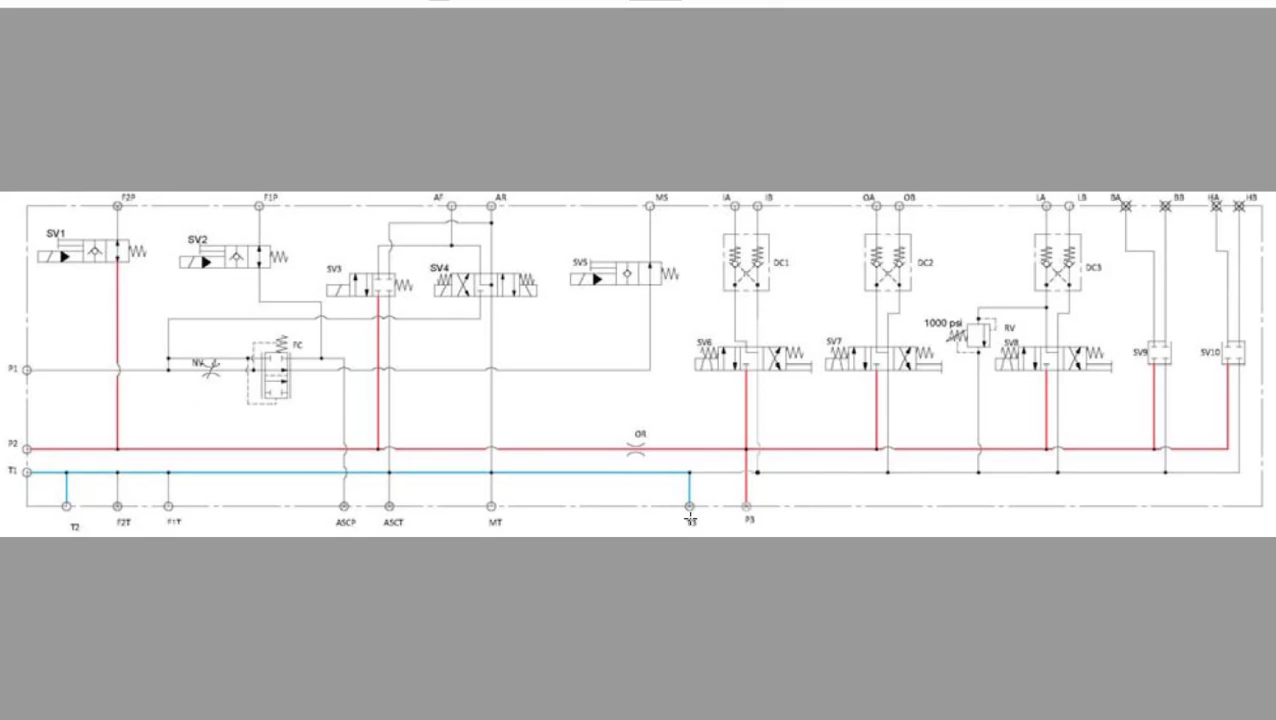 F2P F1P AF AR MS IA IB OA OB LA LB BA BB HA HB
SV1
SV2
SV3
SV4
SV5
DC1
DC2
DC3
1000 psi
RV
SV6
SV7
SV8
SV9
SV10
NV
FC
P1
P2
OR
T1
T2
F2T
F1T
ASCP
ASCT
MT
P3